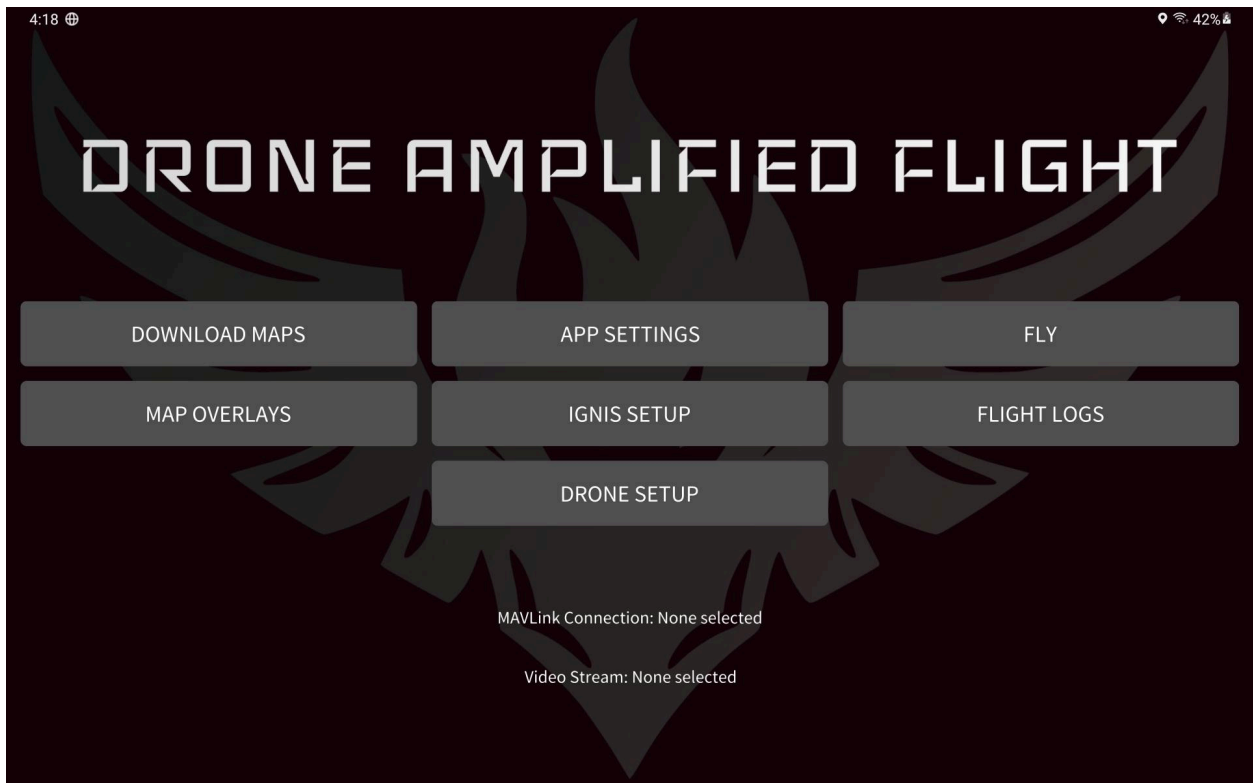 4:18 42%
DRONE AMPLIFIED FLIGHT
DOWNLOAD MAPS APP SETTINGS FLY
MAP OVERLAYS IGNIS SETUP FLIGHT LOGS
DRONE SETUP
MAVLink Connection: None selected
Video Stream: None selected